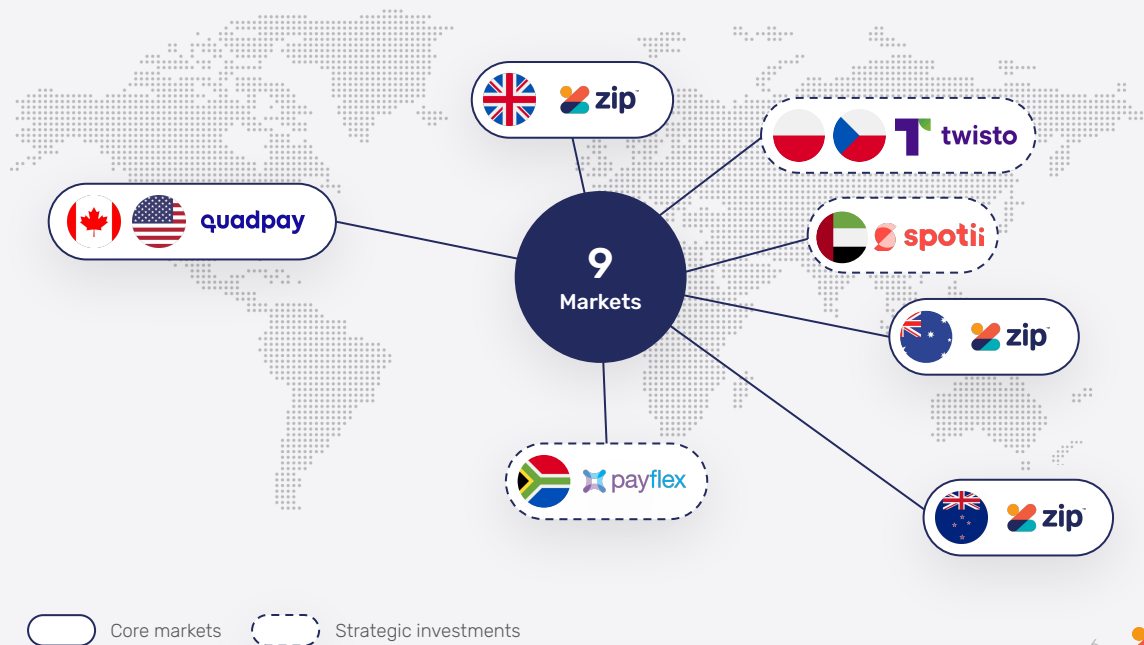 zip
twisto
quadpay
spotii
9
Markets
zip
payflex
zip
Core markets
Strategic investments